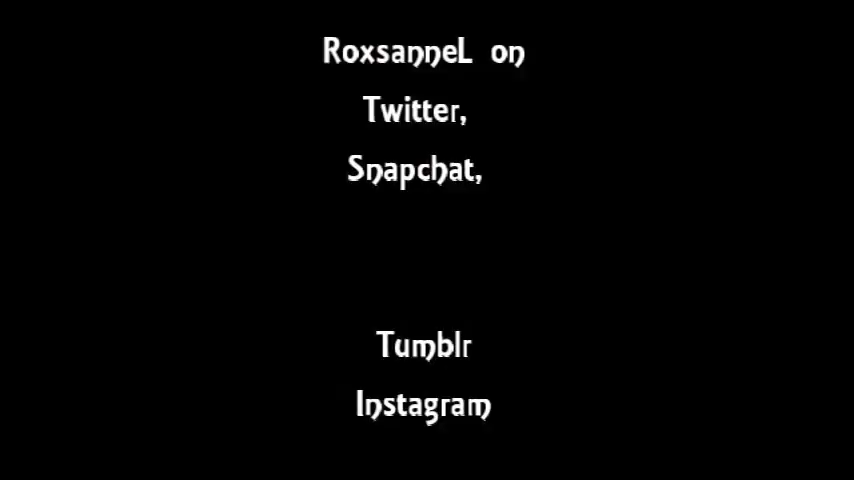 RoxsanneL on
Twitter,
Snapchat,
Tumblr
Instagram